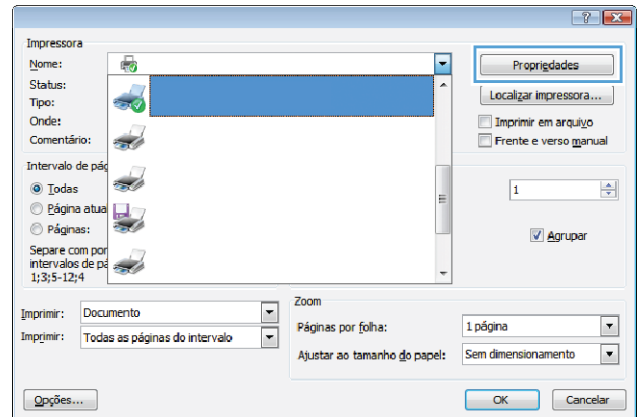 Impressora
Nome:
Propriedades
Status:
Localizar impressora...
Tipo:
Onde:
Imprimir em arquivo
Comentário:
Frente e verso manual
Intervalo de pág
Todas
1
Página atua
Páginas:
Agrupar
Separe com pon
intervalos de pá
1;3;5-12;4
Imprimir: Documento
Imprimir: Todas as páginas do intervalo
Zoom
Páginas por folha: 1 página
Ajustar ao tamanho do papel: Sem dimensionamento
Opções...
OK
Cancelar